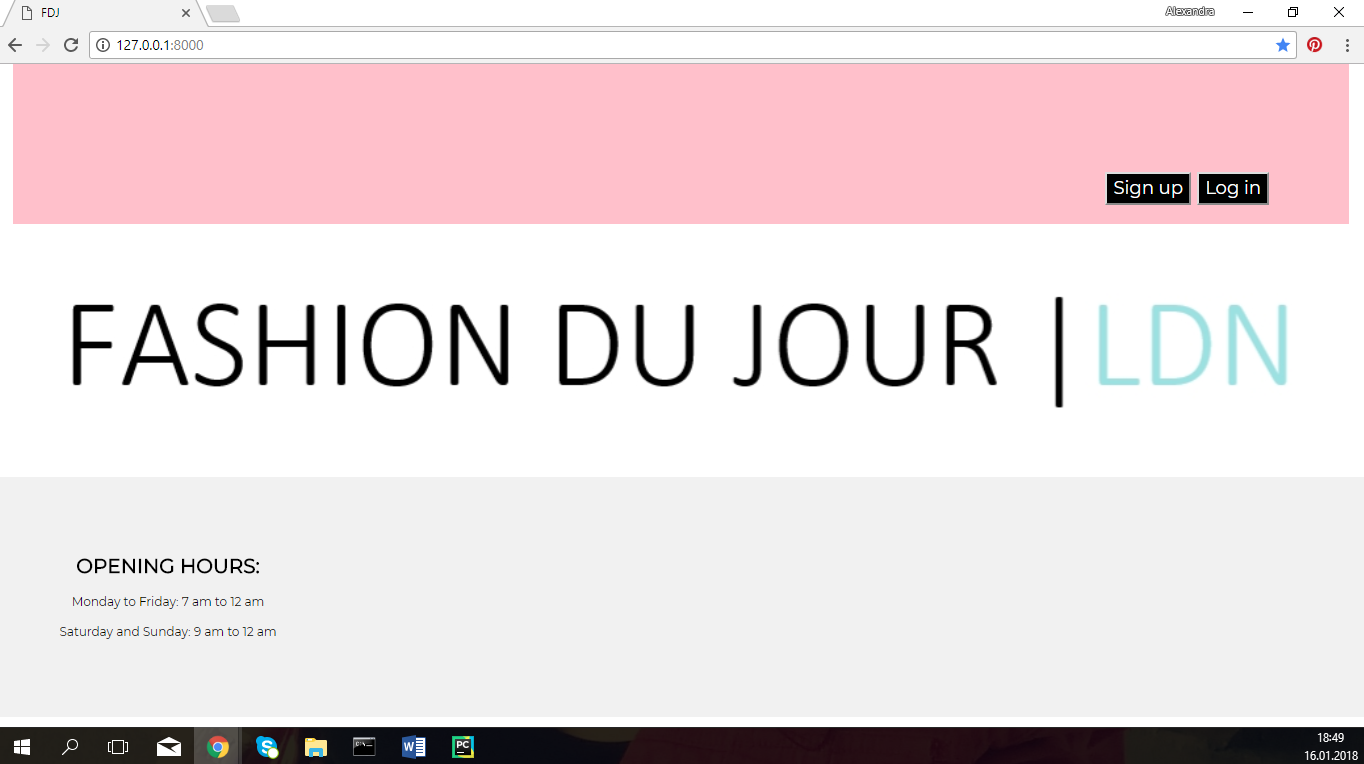 FDJ
Alexandra
127.0.0.1:8000
Sign up Log in
FASHION DU JOUR | LDN
OPENING HOURS:
Monday to Friday: 7 am to 12 am
Saturday and Sunday: 9 am to 12 am
18:49
16.01.2018